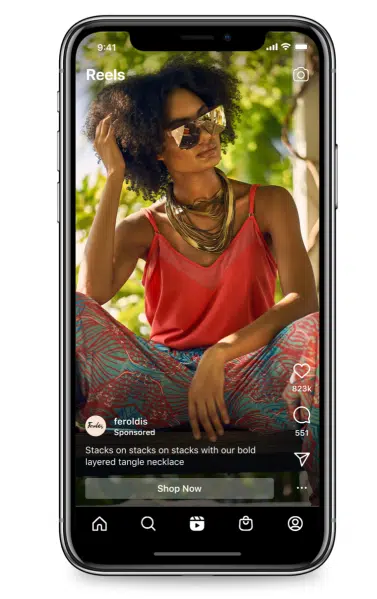 9:41
Reels
823k
551
Feroldis
feroldis
Sponsored
Stacks on stacks on stacks with our bold
layered tangle necklace
Shop Now